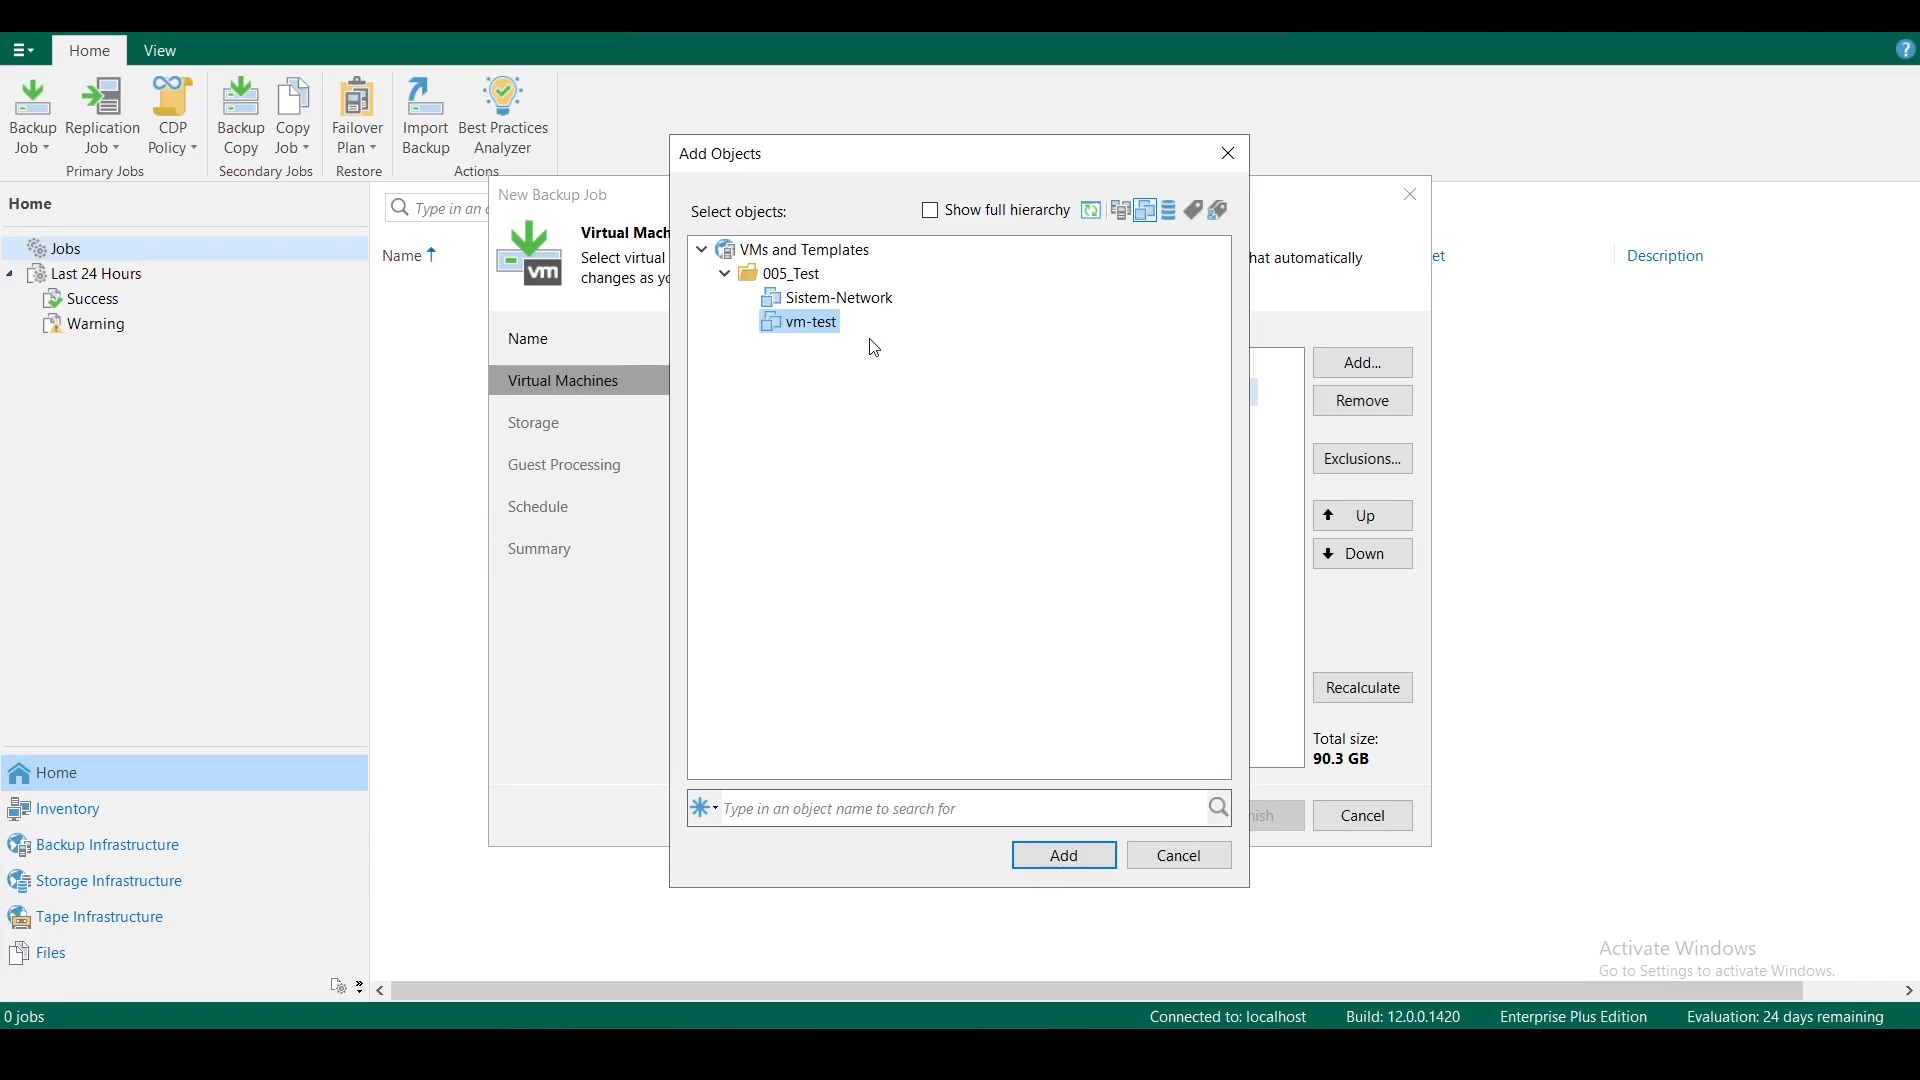 Home
View
?
Backup
Job
Replication
Job
CDP
Policy
Primary Jobs
Backup
Copy
Copy
Job
Secondary Jobs
Failover
Plan
Restore
Import
Backup
Best Practices
Analyzer
Actions
Home
Jobs
Last 24 Hours
Success
Warning
Type in an
Name
et
Description
New Backup Job
vm
Virtual Mach
Select virtual
changes as yo
hat automatically
Name
Virtual Machines
Storage
Guest Processing
Schedule
Summary
Add Objects
Select objects:
Show full hierarchy
VMs and Templates
005_Test
Sistem-Network
vm-test
Type in an object name to search for
Add
Cancel
Add...
Remove
Exclusions...
Up
Down
Recalculate
Total size:
90.3 GB
nish
Cancel
Home
Inventory
Backup Infrastructure
Storage Infrastructure
Tape Infrastructure
Files
Activate Windows
Go to Settings to activate Windows.
0 jobs
Connected to: localhost
Build: 12.0.0.1420
Enterprise Plus Edition
Evaluation: 24 days remaining